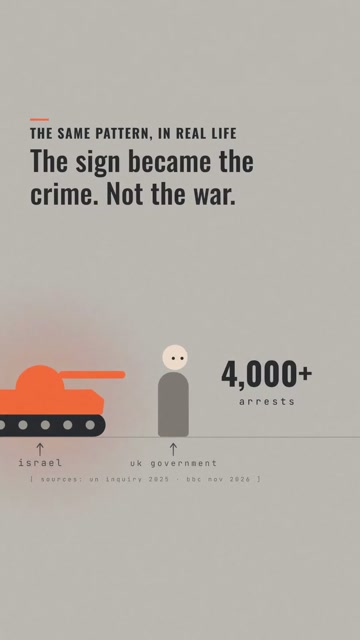 THE SAME PATTERN, IN REAL LIFE
The sign became the
crime. Not the war.
4,000+
arrests
israel
uk government
[ sources: un inquiry 2025 · bbc nov 2026 ]